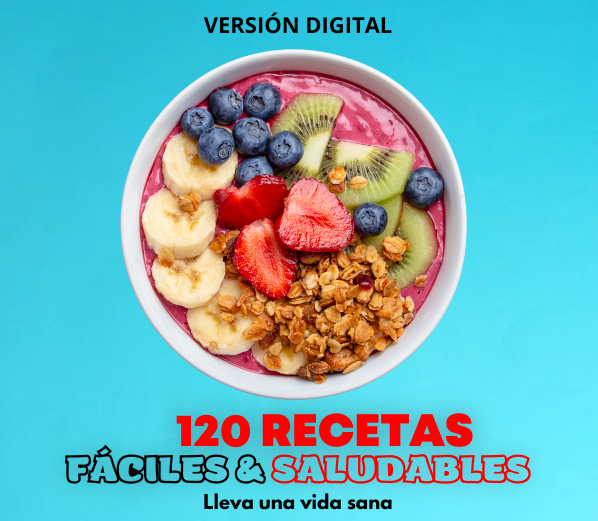 VERSIÓN DIGITAL
120 RECETAS
FÁCILES & SALUDABLES
Lleva una vida sana